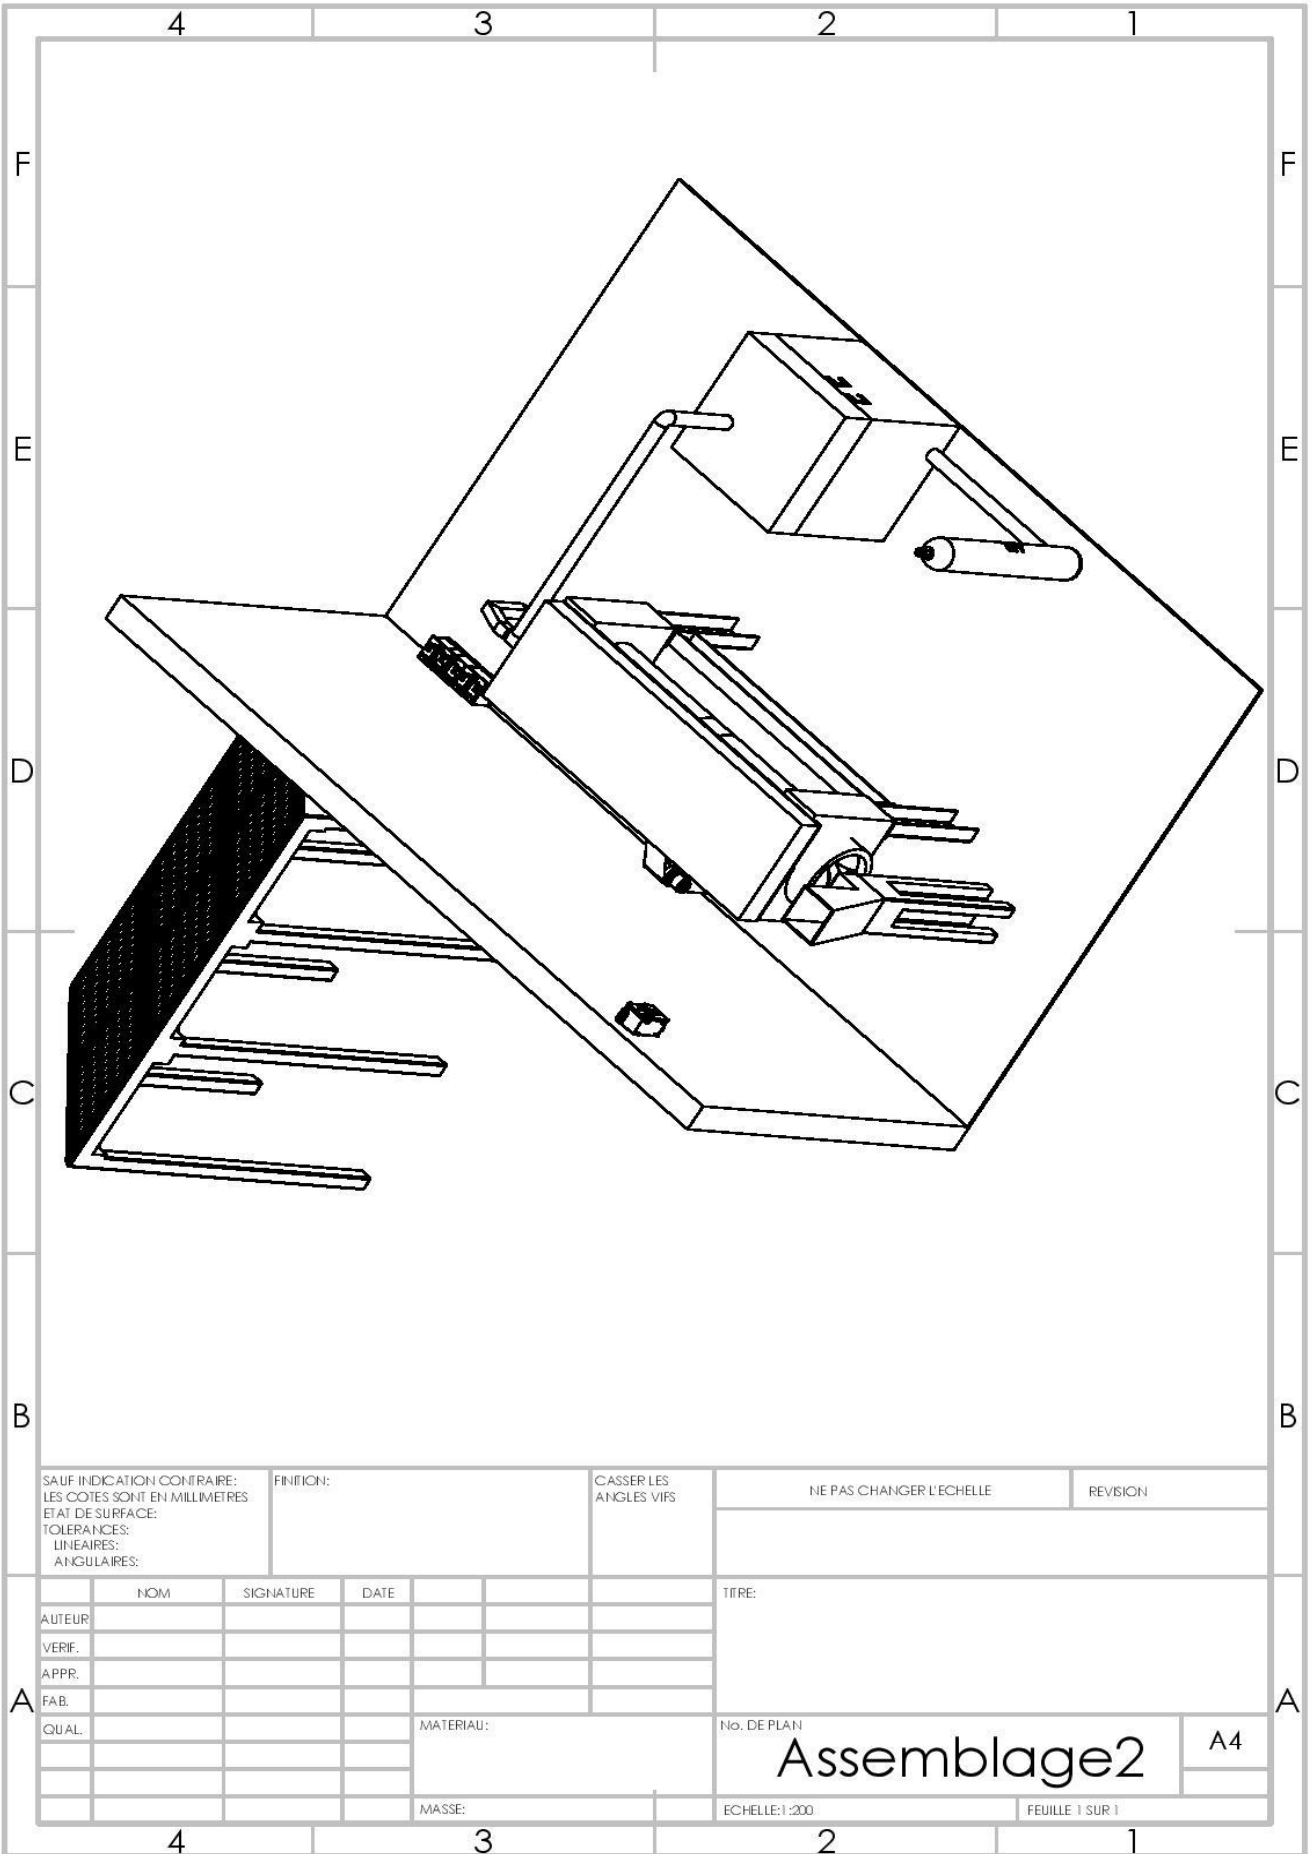 4 3 2 1
F F
E E
D D
C C
B B
SAUF INDICATION CONTRAIRE:
LES COTES SONT EN MILLIMETRES
ETAT DE SURFACE:
TOLERANCES:
LINEAIRES:
ANGULAIRES:
FINITION:
CASSER LES
ANGLES VIFS
NE PAS CHANGER L'ECHELLE
REVISION
NOM SIGNATURE DATE
TITRE:
AUTEUR
VERIF.
APPR.
A FAB. A
QUAL.
MATERIAU:
No. DE PLAN
Assemblage2
A4
MASSE:
ECHELLE:1:200
FEUILLE 1 SUR 1
4 3 2 1